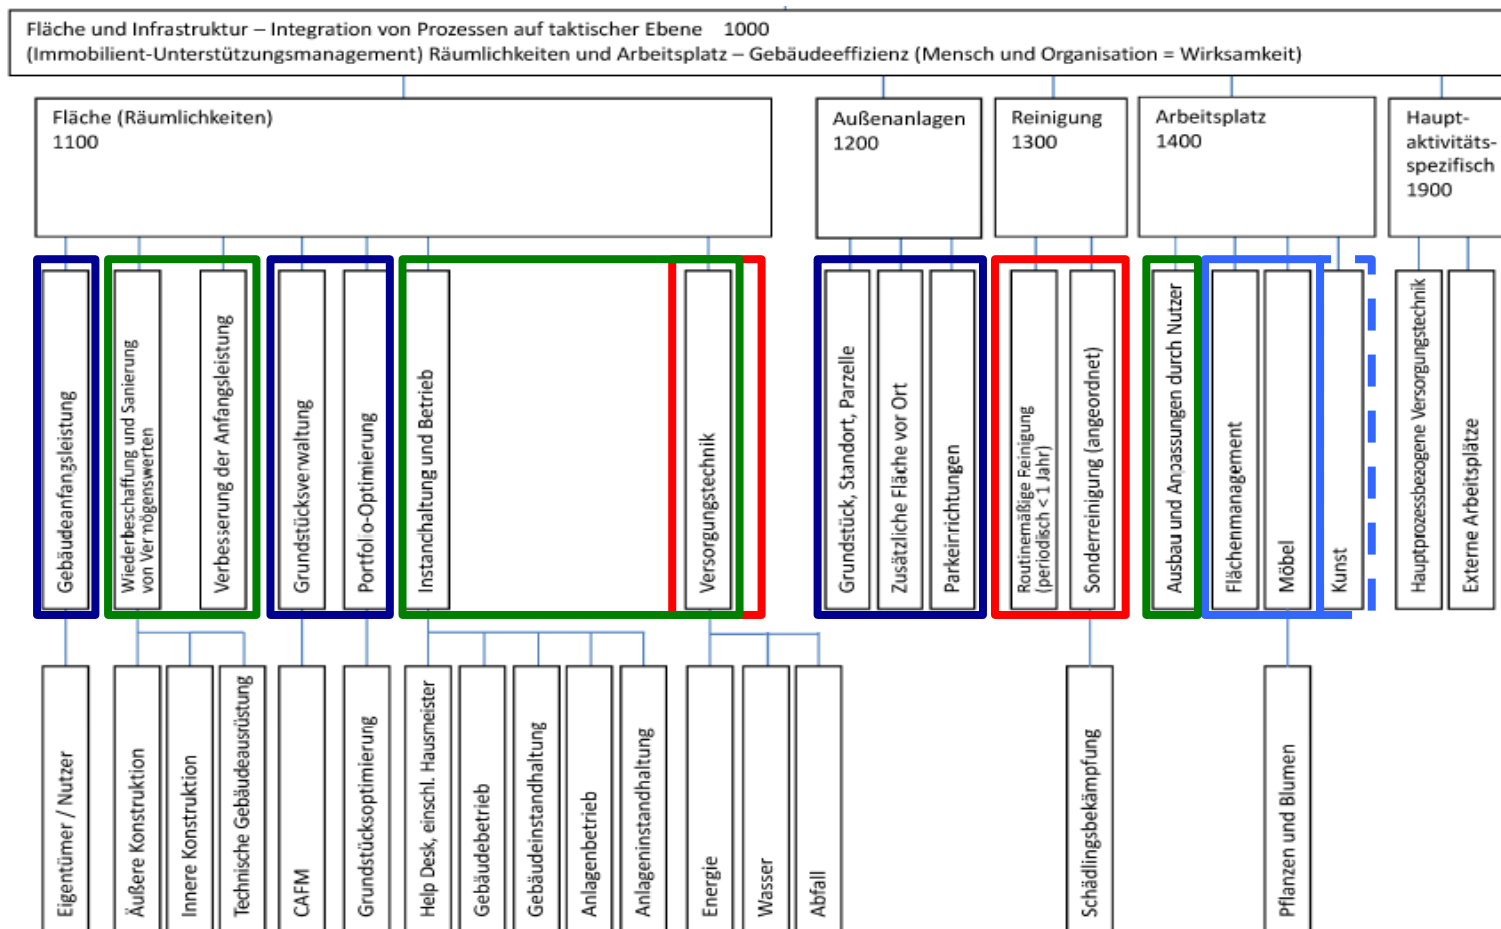 Fläche und Infrastruktur – Integration von Prozessen auf taktischer Ebene 1000
(Immobilient-Unterstützungsmanagement) Räumlichkeiten und Arbeitsplatz – Gebäudeeffizienz (Mensch und Organisation = Wirksamkeit)
Fläche (Räumlichkeiten)
1100
Außenanlagen
1200
Reinigung
1300
Arbeitsplatz
1400
Haupt-
aktivitäts-
spezifisch
1900
Gebäudeanfangsleistung
Wiederbeschaffung und Sanierung
von Vermögenswerten
Verbesserung der Anfangsleistung
Grundstücksverwaltung
Portfolio-Optimierung
Instandhaltung und Betrieb
Versorgungstechnik
Grundstück, Standort, Parzelle
Zusätzliche Fläche vor Ort
Parkeinrichtungen
Routinemäßige Reinigung
(periodisch < 1 Jahr)
Sonderreinigung (angeordnet)
Ausbau und Anpassungen durch Nutzer
Flächenmanagement
Möbel
Kunst
Hauptprozessbezogene Versorgungstechnik
Externe Arbeitsplätze
Eigentümer / Nutzer
Äußere Konstruktion
Innere Konstruktion
Technische Gebäudeausrüstung
CAFM
Grundstücksoptimierung
Help Desk, einschl. Hausmeister
Gebäudebetrieb
Gebäudeinstandhaltung
Anlagenbetrieb
Anlageninstandhaltung
Energie
Wasser
Abfall
Schädlingsbekämpfung
Pflanzen und Blumen